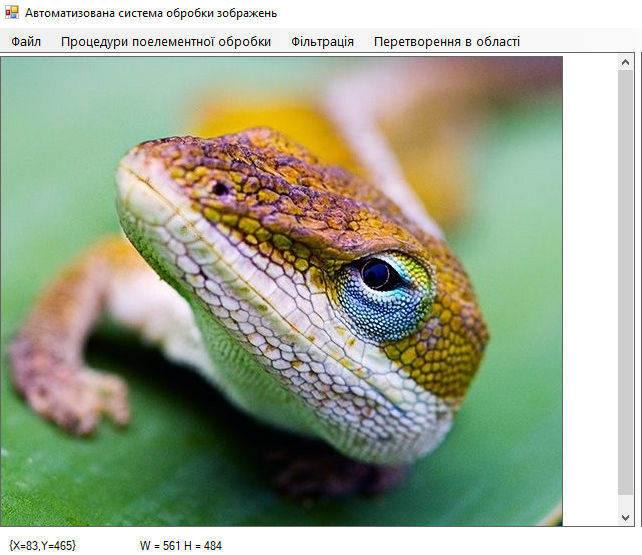 Автоматизована система обробки зображень
Файл Процедури поелементної обробки Фільтрація Перетворення в області
{X=83,Y=465} W = 561 H = 484